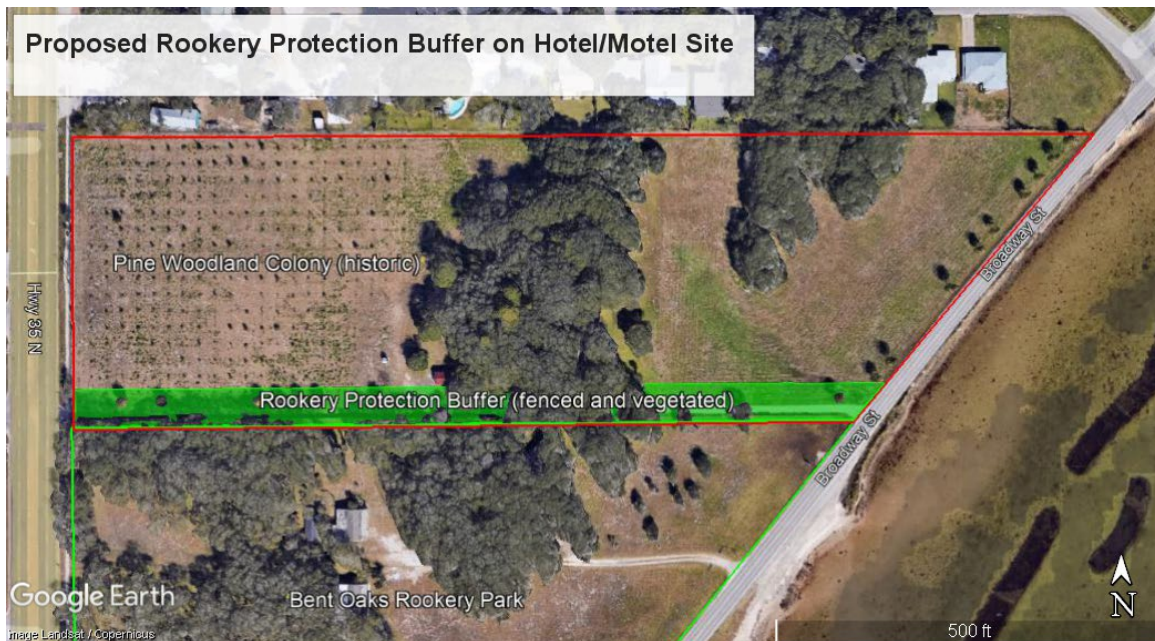 Proposed Rookery Protection Buffer on Hotel/Motel Site
Broadway St
Pine Woodland Colony (historic)
Hwy 35 N
Rookery Protection Buffer (fenced and vegetated)
Broadway St
Google Earth
Bent Oaks Rookery Park
N
Image Landsat / Copernicus
500 ft